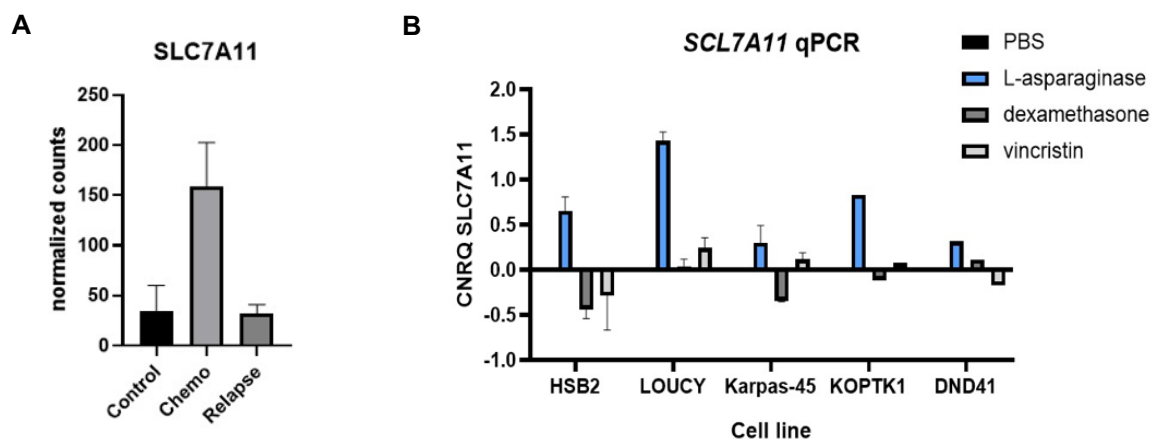 A
SLC7A11
normalized counts
250
200
150
100
50
0
Control
Chemo
Relapse
B
SCL7A11 qPCR
CNRQ SLC7A11
2.0
1.5
1.0
0.5
0.0
-0.5
-1.0
HSB2
LOUCY
Karpas-45
KOPTK1
DND41
Cell line
PBS
L-asparaginase
dexamethasone
vincristin